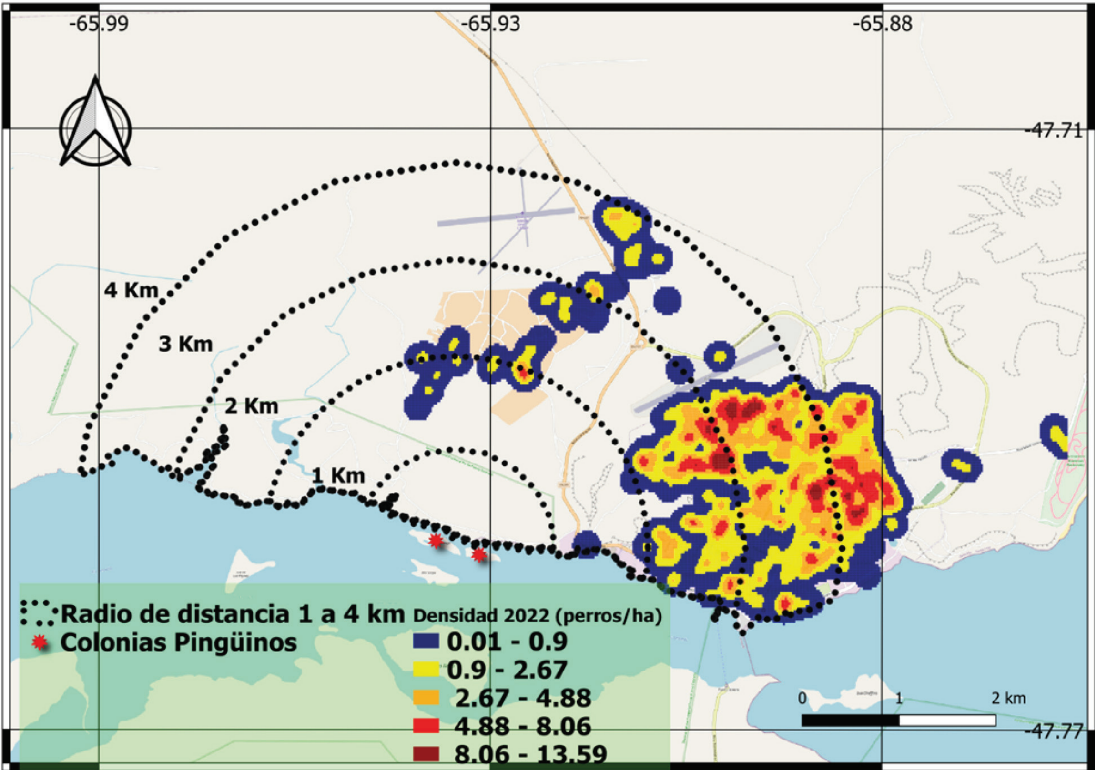 -65.99
-65.93
-65.88
-47.71
4 Km
3 Km
2 Km
1 Km
Radio de distancia 1 a 4 km
Colonias Pingüinos
Densidad 2022 (perros/ha)
0.01 - 0.9
0.9 - 2.67
2.67 - 4.88
4.88 - 8.06
8.06 - 13.59
0 1 2 km
-47.77